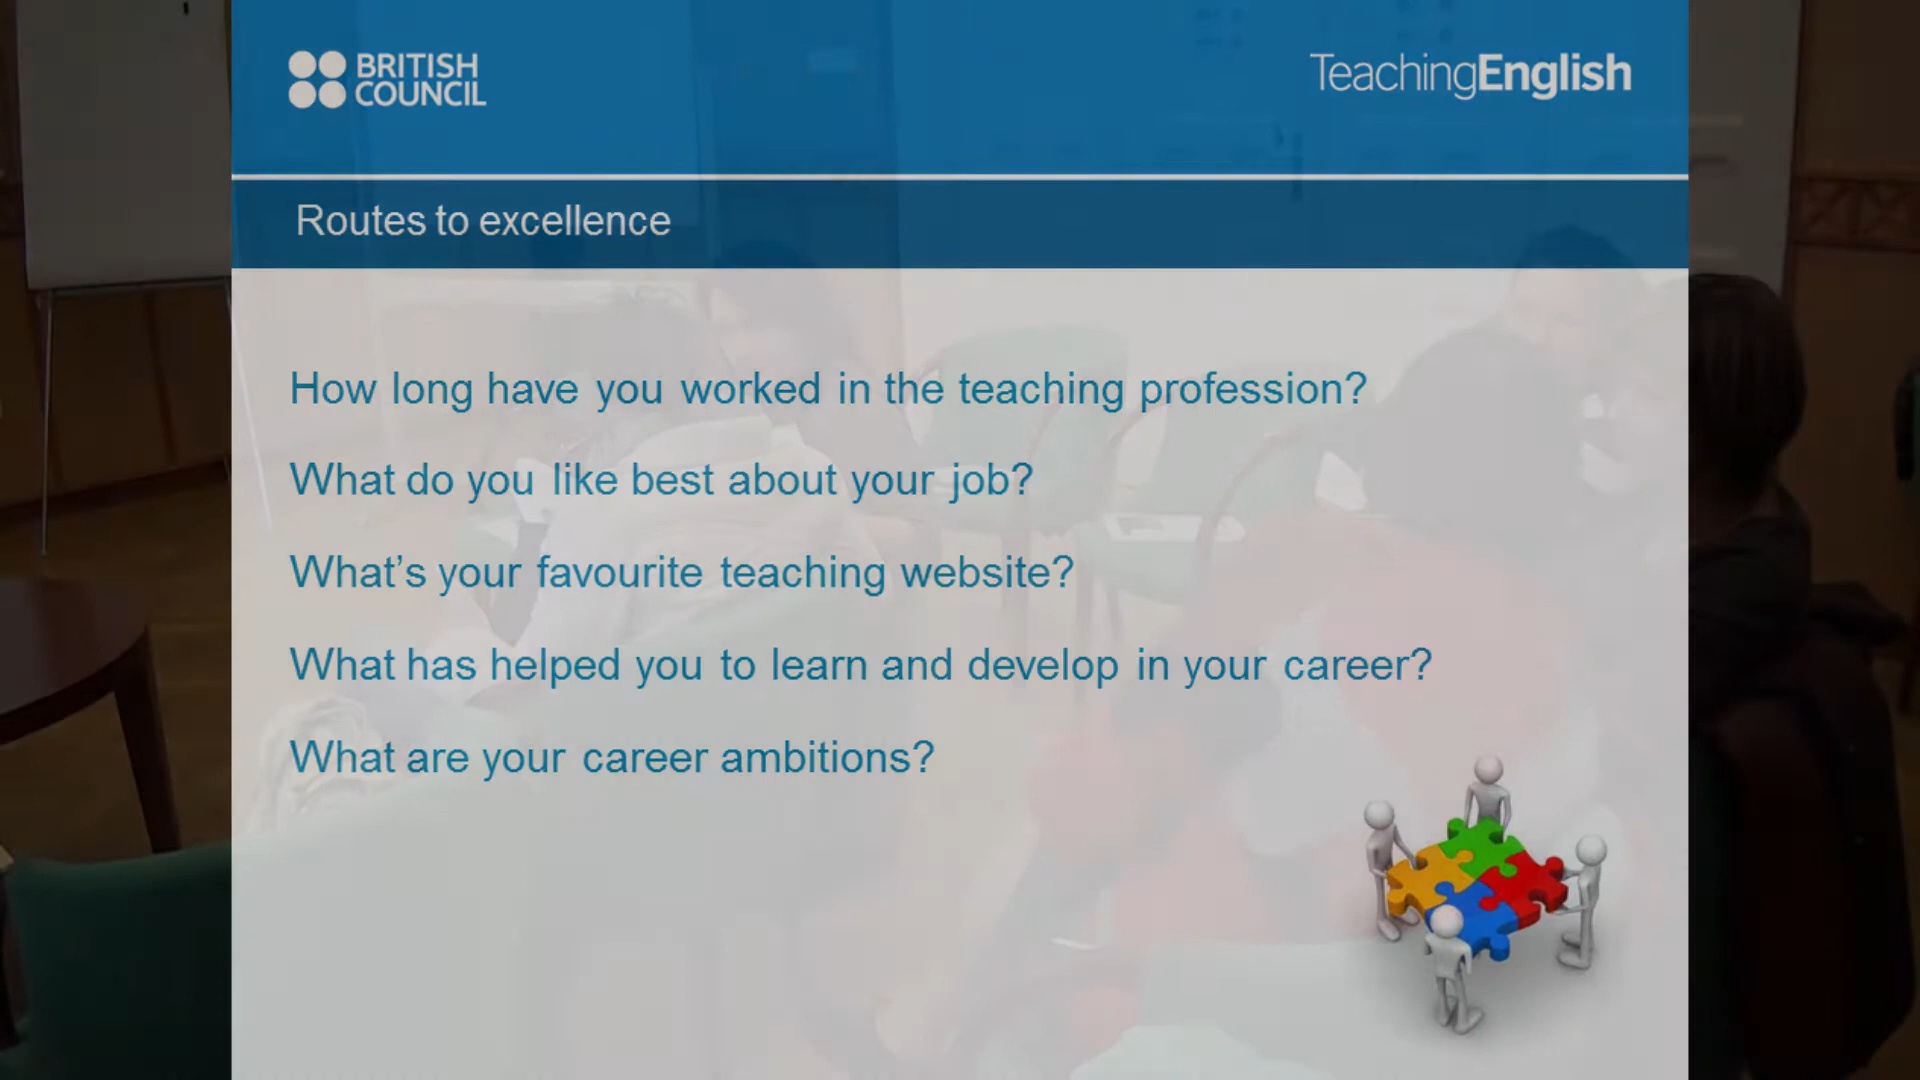 BRITISH
COUNCIL
TeachingEnglish
Routes to excellence
How long have you worked in the teaching profession?
What do you like best about your job?
What’s your favourite teaching website?
What has helped you to learn and develop in your career?
What are your career ambitions?